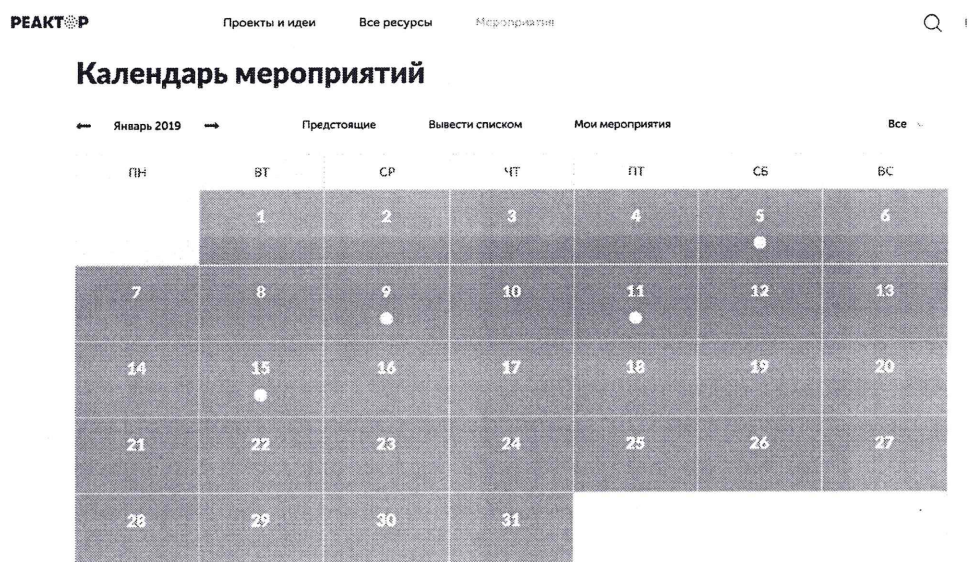 РЕАКТОР Проекты и идеи Все ресурсы Мероприятия
Календарь мероприятий
← Январь 2019 → Предстоящие Вывести списком Мои мероприятия Все
ПН ВТ СР ЧТ ПТ СБ ВС
1 2 3 4 5 6
7 8 9 10 11 12 13
14 15 16 17 18 19 20
21 22 23 24 25 26 27
28 29 30 31